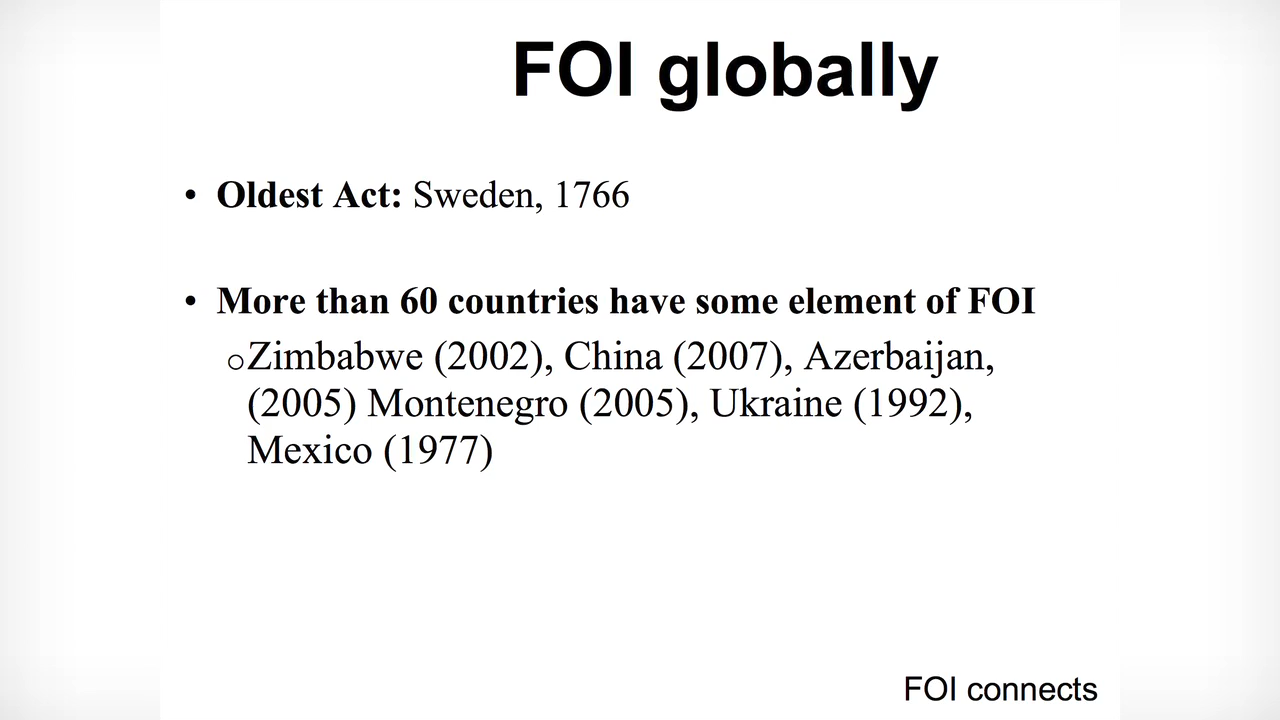 FOI globally
• Oldest Act: Sweden, 1766
• More than 60 countries have some element of FOI
○Zimbabwe (2002), China (2007), Azerbaijan,
(2005) Montenegro (2005), Ukraine (1992),
Mexico (1977)
FOI connects